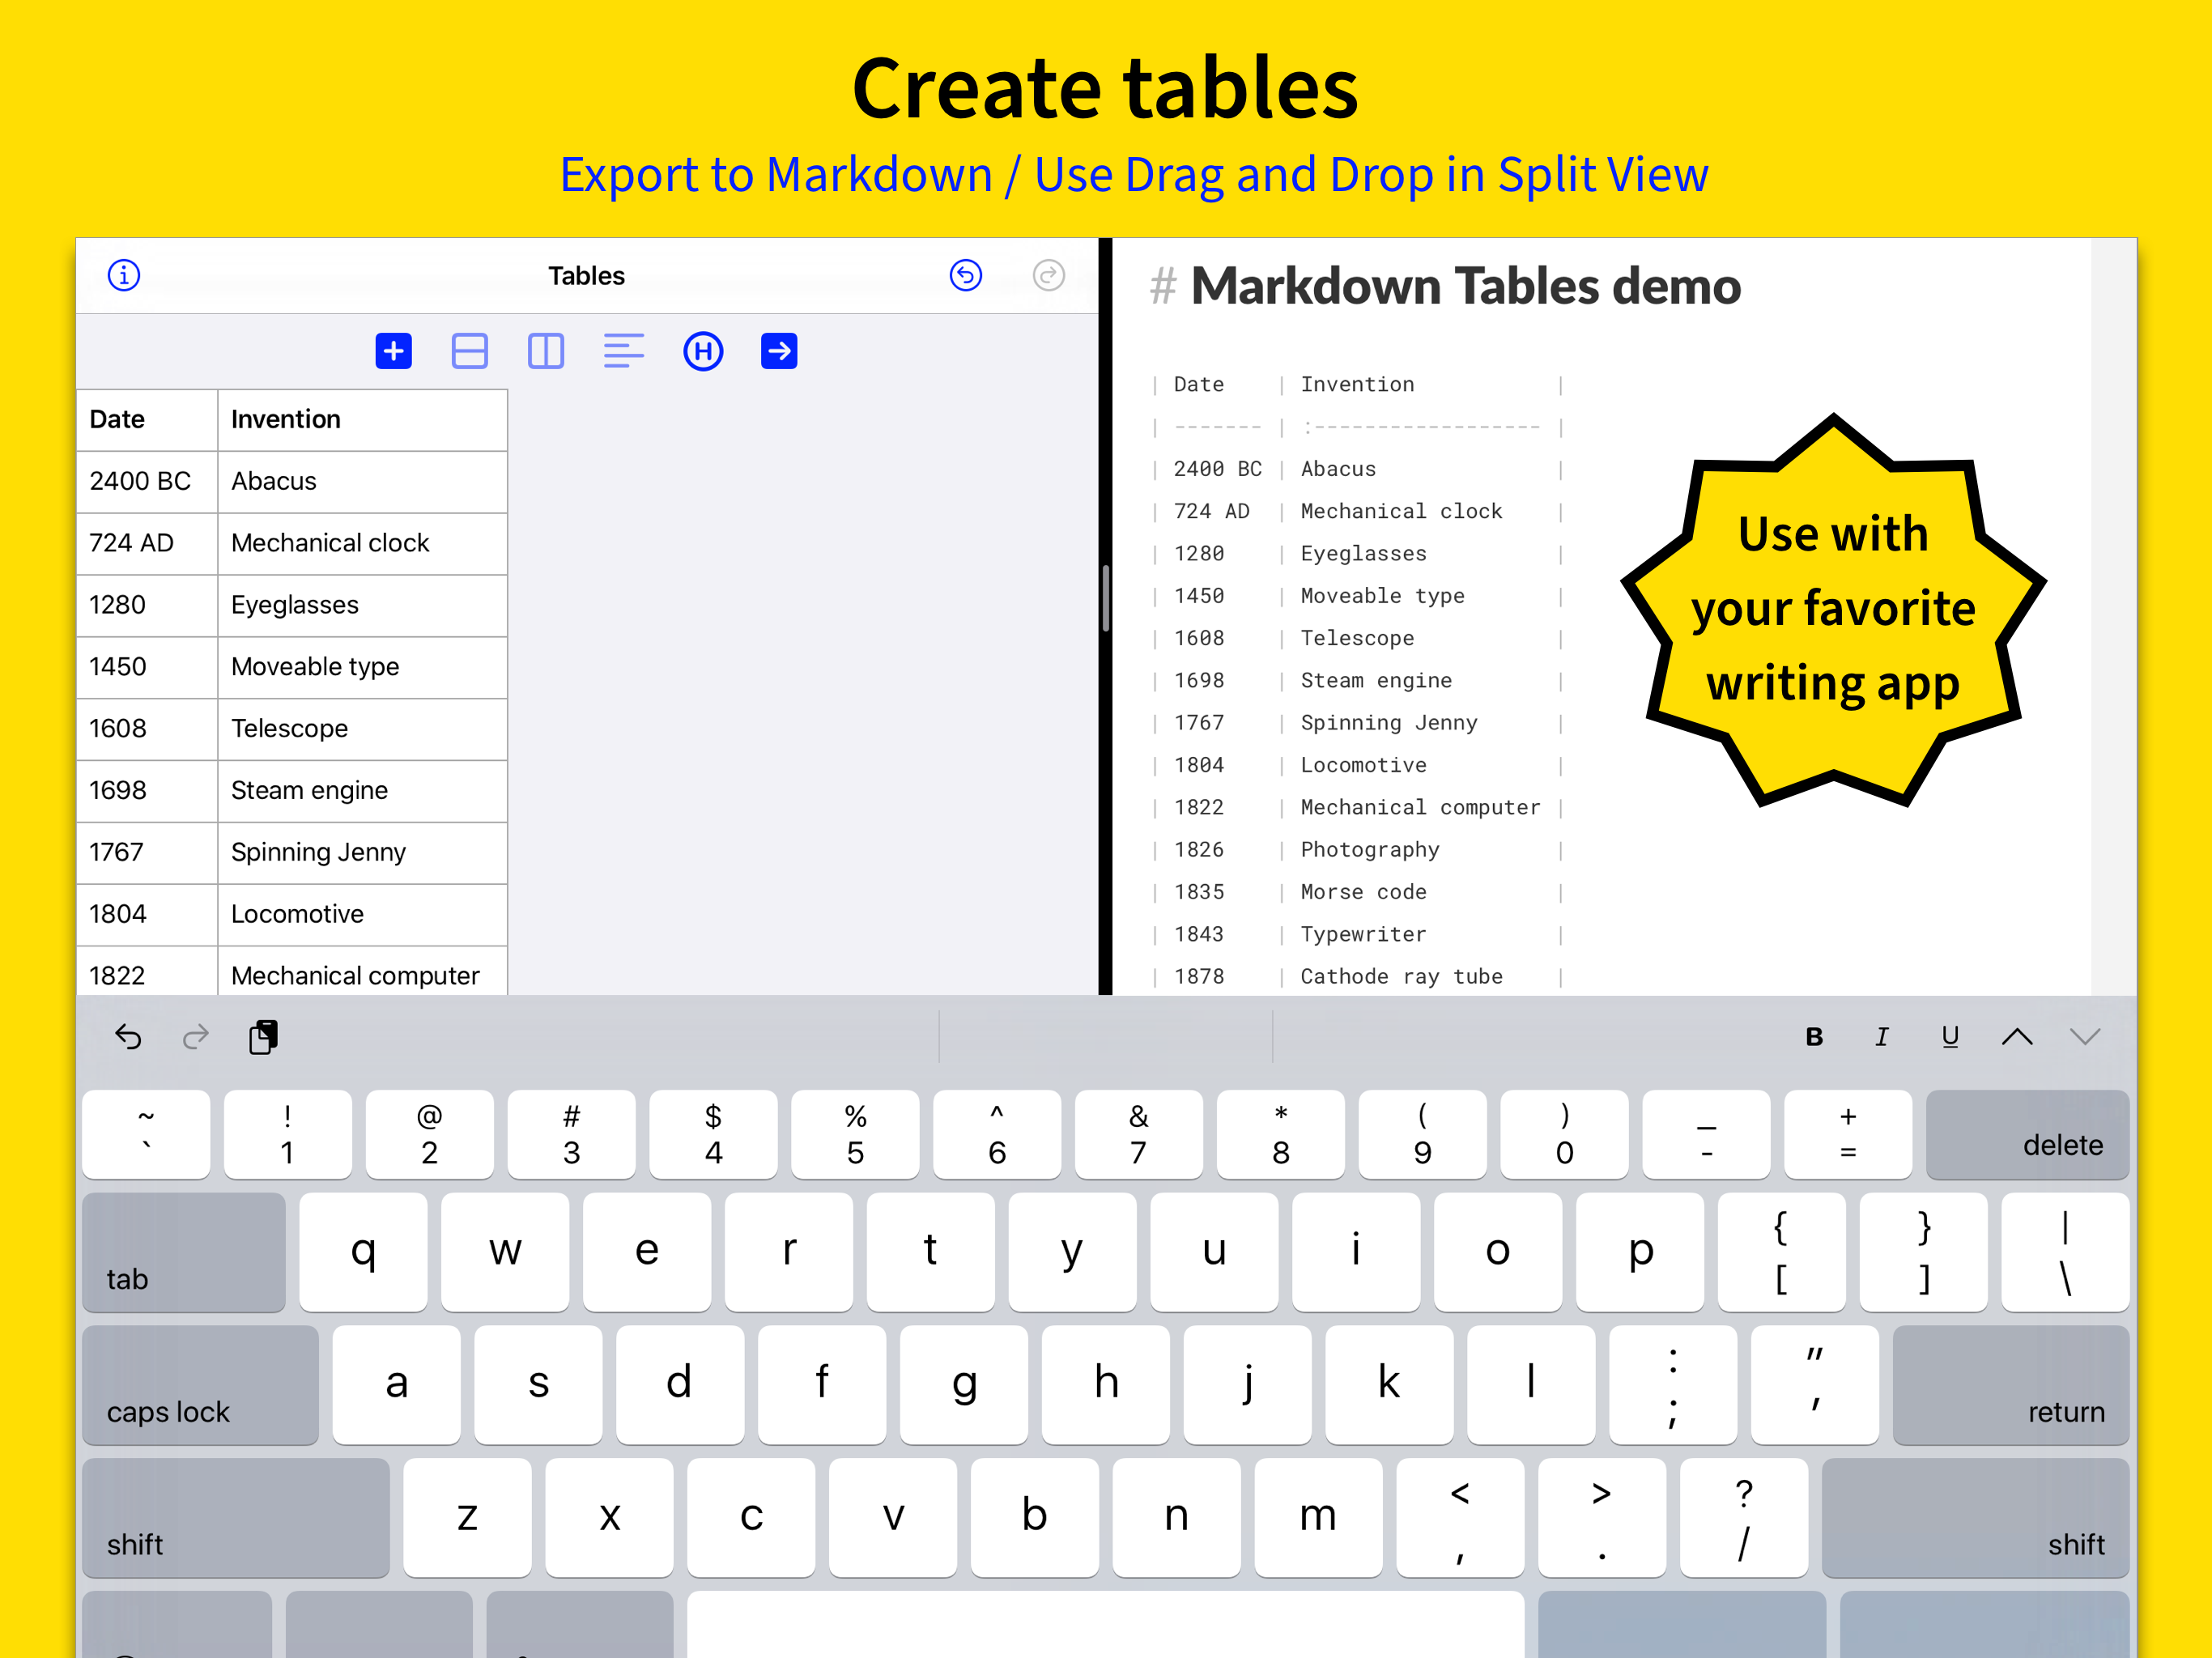 Create tables
Export to Markdown / Use Drag and Drop in Split View
Tables
H
Date Invention
2400 BC Abacus
724 AD Mechanical clock
1280 Eyeglasses
1450 Moveable type
1608 Telescope
1698 Steam engine
1767 Spinning Jenny
1804 Locomotive
1822 Mechanical computer
# Markdown Tables demo
| Date | Invention |
| ------- | :------------------ |
| 2400 BC | Abacus |
| 724 AD | Mechanical clock |
| 1280 | Eyeglasses |
| 1450 | Moveable type |
| 1608 | Telescope |
| 1698 | Steam engine |
| 1767 | Spinning Jenny |
| 1804 | Locomotive |
| 1822 | Mechanical computer |
| 1826 | Photography |
| 1835 | Morse code |
| 1843 | Typewriter |
| 1878 | Cathode ray tube |
Use with
your favorite
writing app
B I U
~ ! @ # $ % ^ & * ( ) _ +
` 1 2 3 4 5 6 7 8 9 0 - = delete
tab q w e r t y u i o p { [ } ] | \
caps lock a s d f g h j k l : ; " ' return
shift z x c v b n m < , > . ? / shift